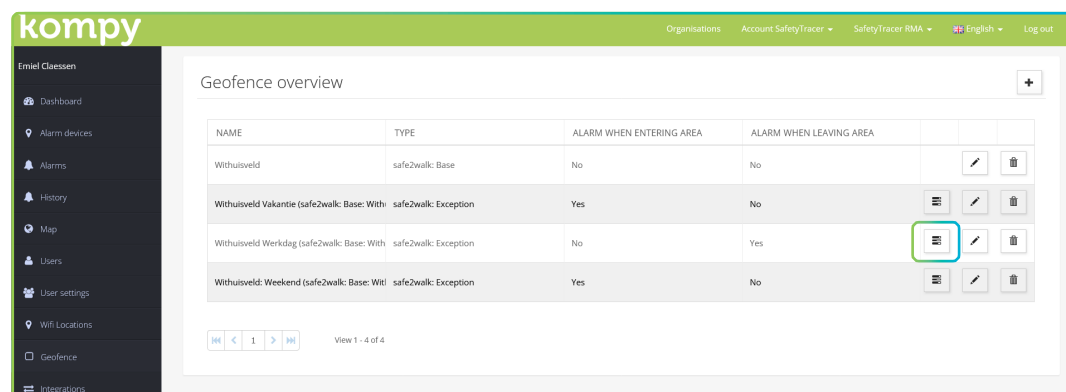 kompy
Organisations Account SafetyTracer SafetyTracer RMA English Log out
Emiel Claessen
Dashboard
Alarm devices
Alarms
History
Map
Users
User settings
Wifi Locations
Geofence
Integrations
Geofence overview
NAME TYPE ALARM WHEN ENTERING AREA ALARM WHEN LEAVING AREA
Withuisveld safe2walk: Base No No
Withuisveld Vakantie (safe2walk: Base: Withu safe2walk: Exception Yes No
Withuisveld Werkdag (safe2walk: Base: With safe2walk: Exception No Yes
Withuisveld: Weekend (safe2walk: Base: Wit safe2walk: Exception Yes No
1 View 1 - 4 of 4